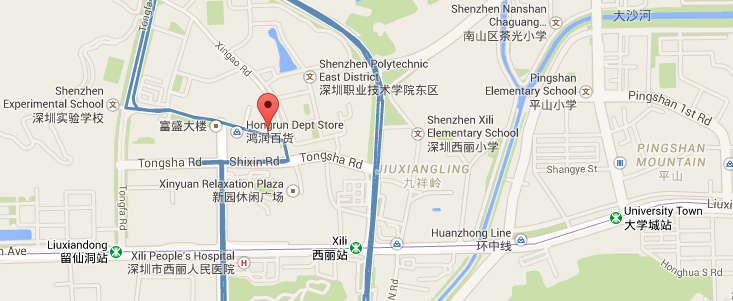 Tongfa
Xingao Rd
Shenzhen Nanshan
Chaguang...
南山区茶光小学
大沙河
Shenzhen Polytechnic
East District
深圳职业技术学院东区
Shenzhen
Experimental School
深圳实验学校
Pingshan
Elementary School
平山小学
Pingshan 1st Rd
富盛大楼
Hongrun Dept Store
鸿润百货
Shenzhen Xili
Elementary School
深圳西丽小学
PINGSHAN
MOUNTAIN
平山
Tongsha Rd
Shixin Rd
Tongsha Rd
JIUXIANGLING
九祥岭
Shangye St
Xinyuan Relaxation Plaza
新园休闲广场
Tongfa Rd
University Town
大学城站
Liuxiandong
留仙洞站
n Ave
Xili
西丽站
Huanzhong Line
环中线
Xili People's Hospital
深圳市西丽人民医院
N Rd
Honghua S Rd